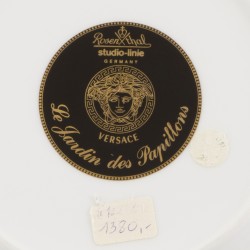 Rosenthal
studio-linie
GERMANY
VERSACE
Le Jardin des Papillons
1380,-